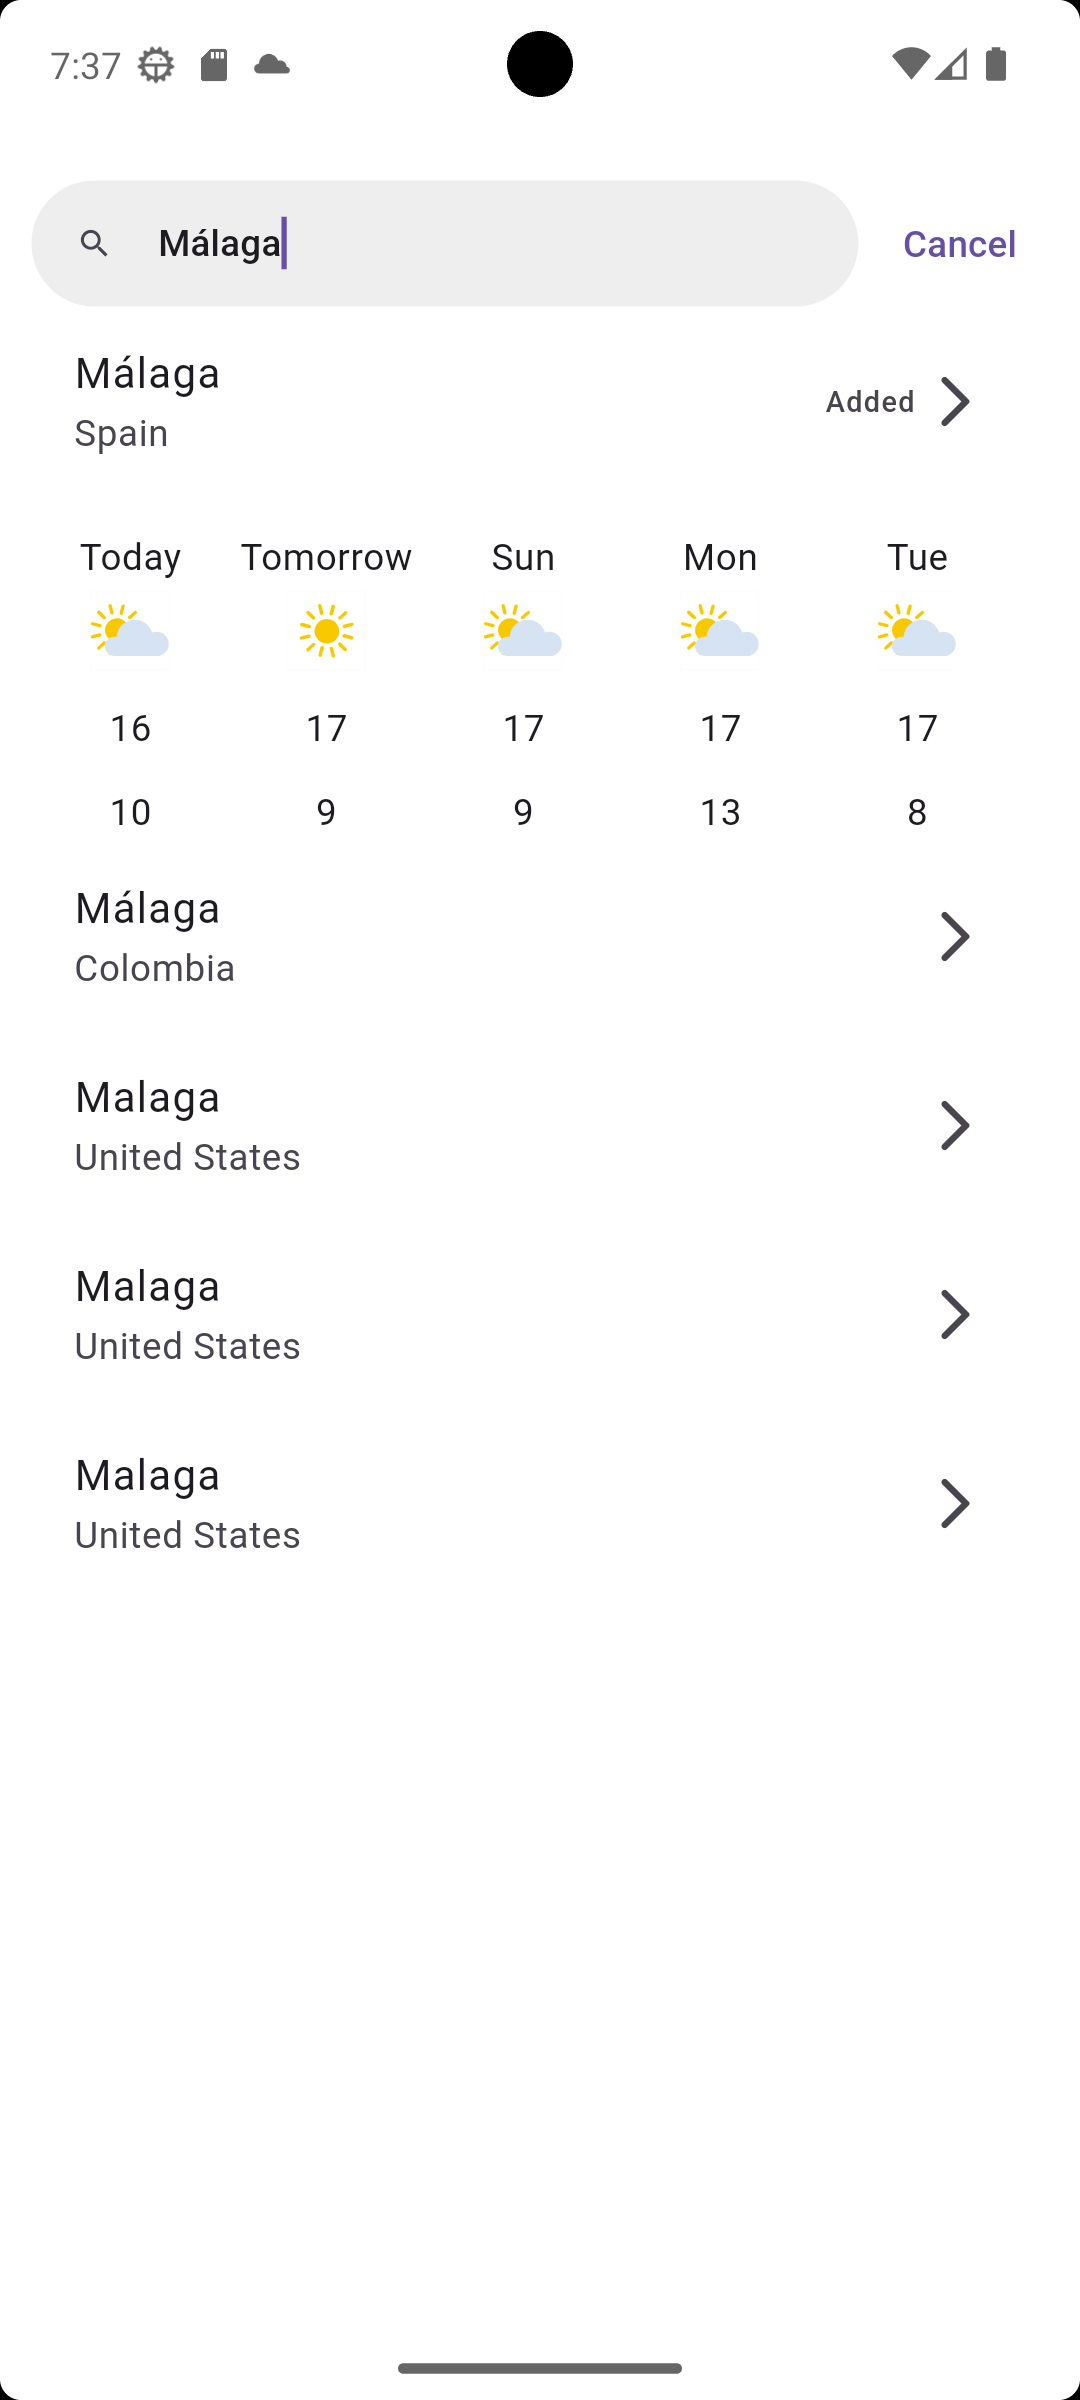 7:37
Málaga
Cancel
Málaga
Spain
Added
Today Tomorrow Sun Mon Tue
16 17 17 17 17
10 9 9 13 8
Málaga
Colombia
Malaga
United States
Malaga
United States
Malaga
United States